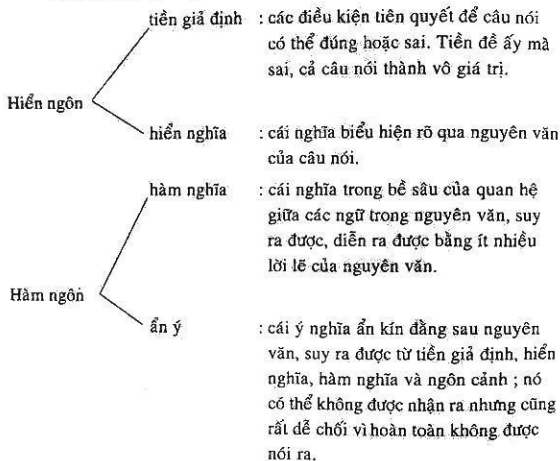 tiền giả định : các điều kiện tiên quyết để câu nói
có thể đúng hoặc sai. Tiền đề ấy mà
sai, cả câu nói thành vô giá trị.
Hiển ngôn
hiển nghĩa : cái nghĩa biểu hiện rõ qua nguyên văn
của câu nói.
hàm nghĩa : cái nghĩa trong bề sâu của quan hệ
giữa các ngữ trong nguyên văn, suy
ra được, diễn ra được bằng ít nhiều
lời lẽ của nguyên văn.
Hàm ngôn
ẩn ý : cái ý nghĩa ẩn kín đằng sau nguyên
văn, suy ra được từ tiền giả định, hiển
nghĩa, hàm nghĩa và ngôn cảnh ; nó
có thể không được nhận ra nhưng cũng
rất dễ chối vì hoàn toàn không được
nói ra.